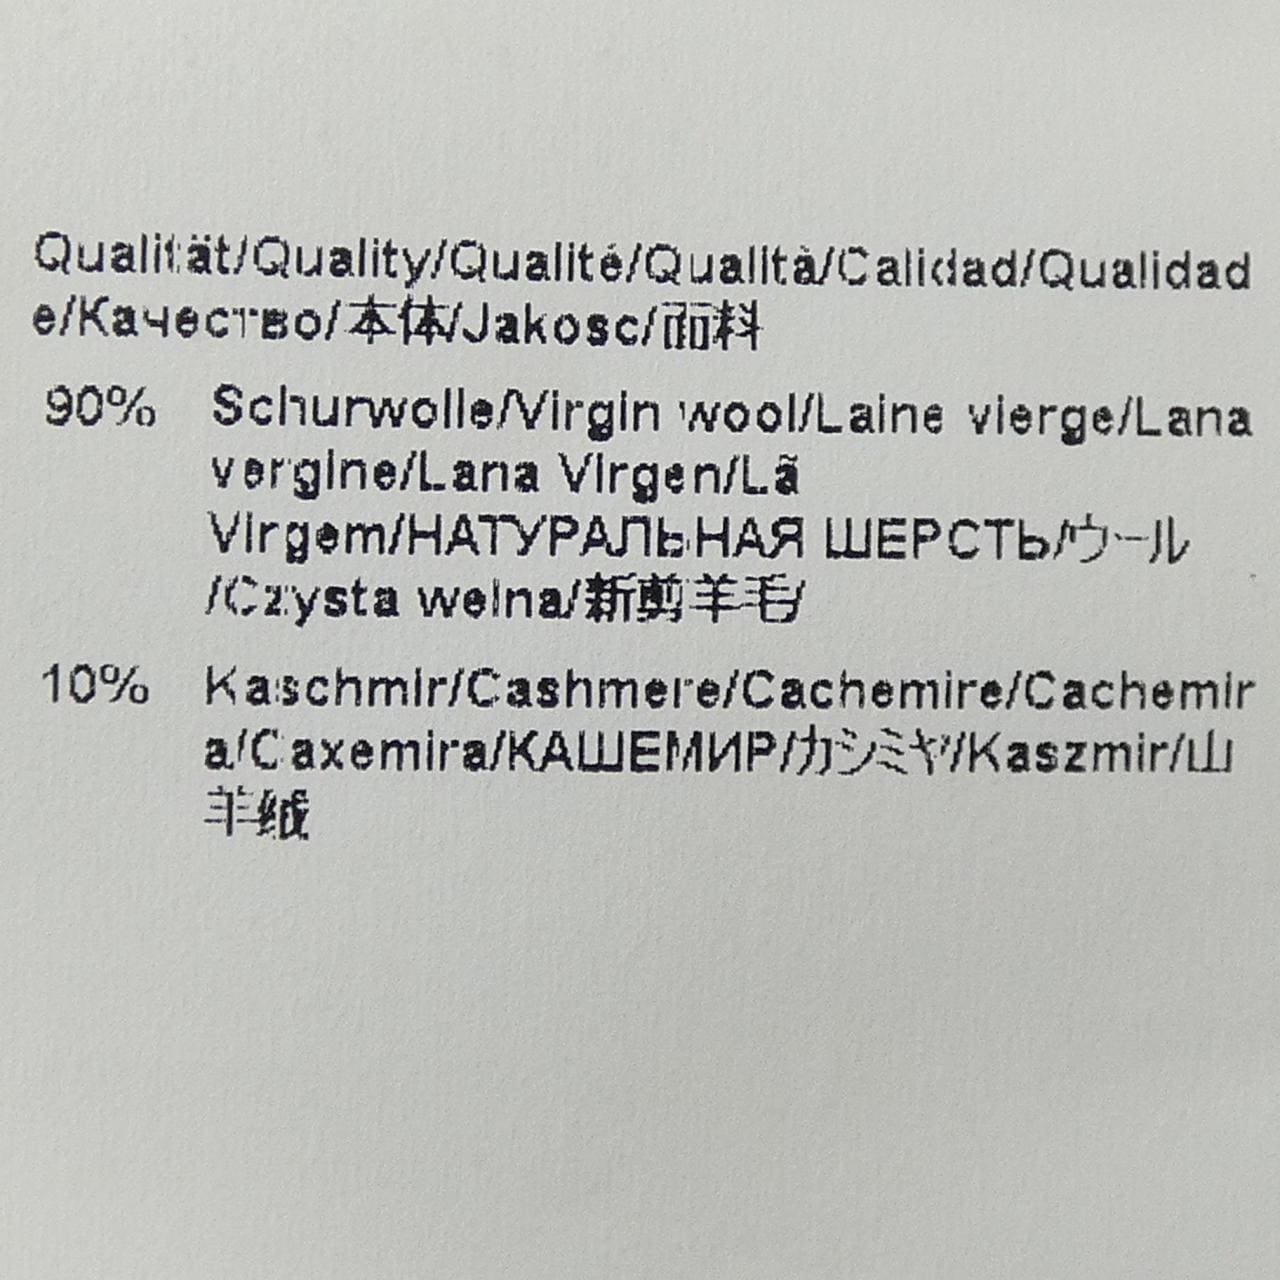 Qualität/Quality/Qualité/Qualità/Calidad/Qualidad
e/Качество/本体/Jakosc/面料
90% Schurwolle/Virgin wool/Laine vierge/Lana
vergine/Lana Virgen/Lã
Virgem/НАТУРАЛЬНАЯ ШЕРСТЬ/ウール
/Czysta welna/新剪羊毛/
10% Kaschmir/Cashmere/Cachemire/Cachemir
a/Caxemira/КАШЕМИР/カシミヤ/Kaszmir/山
羊绒